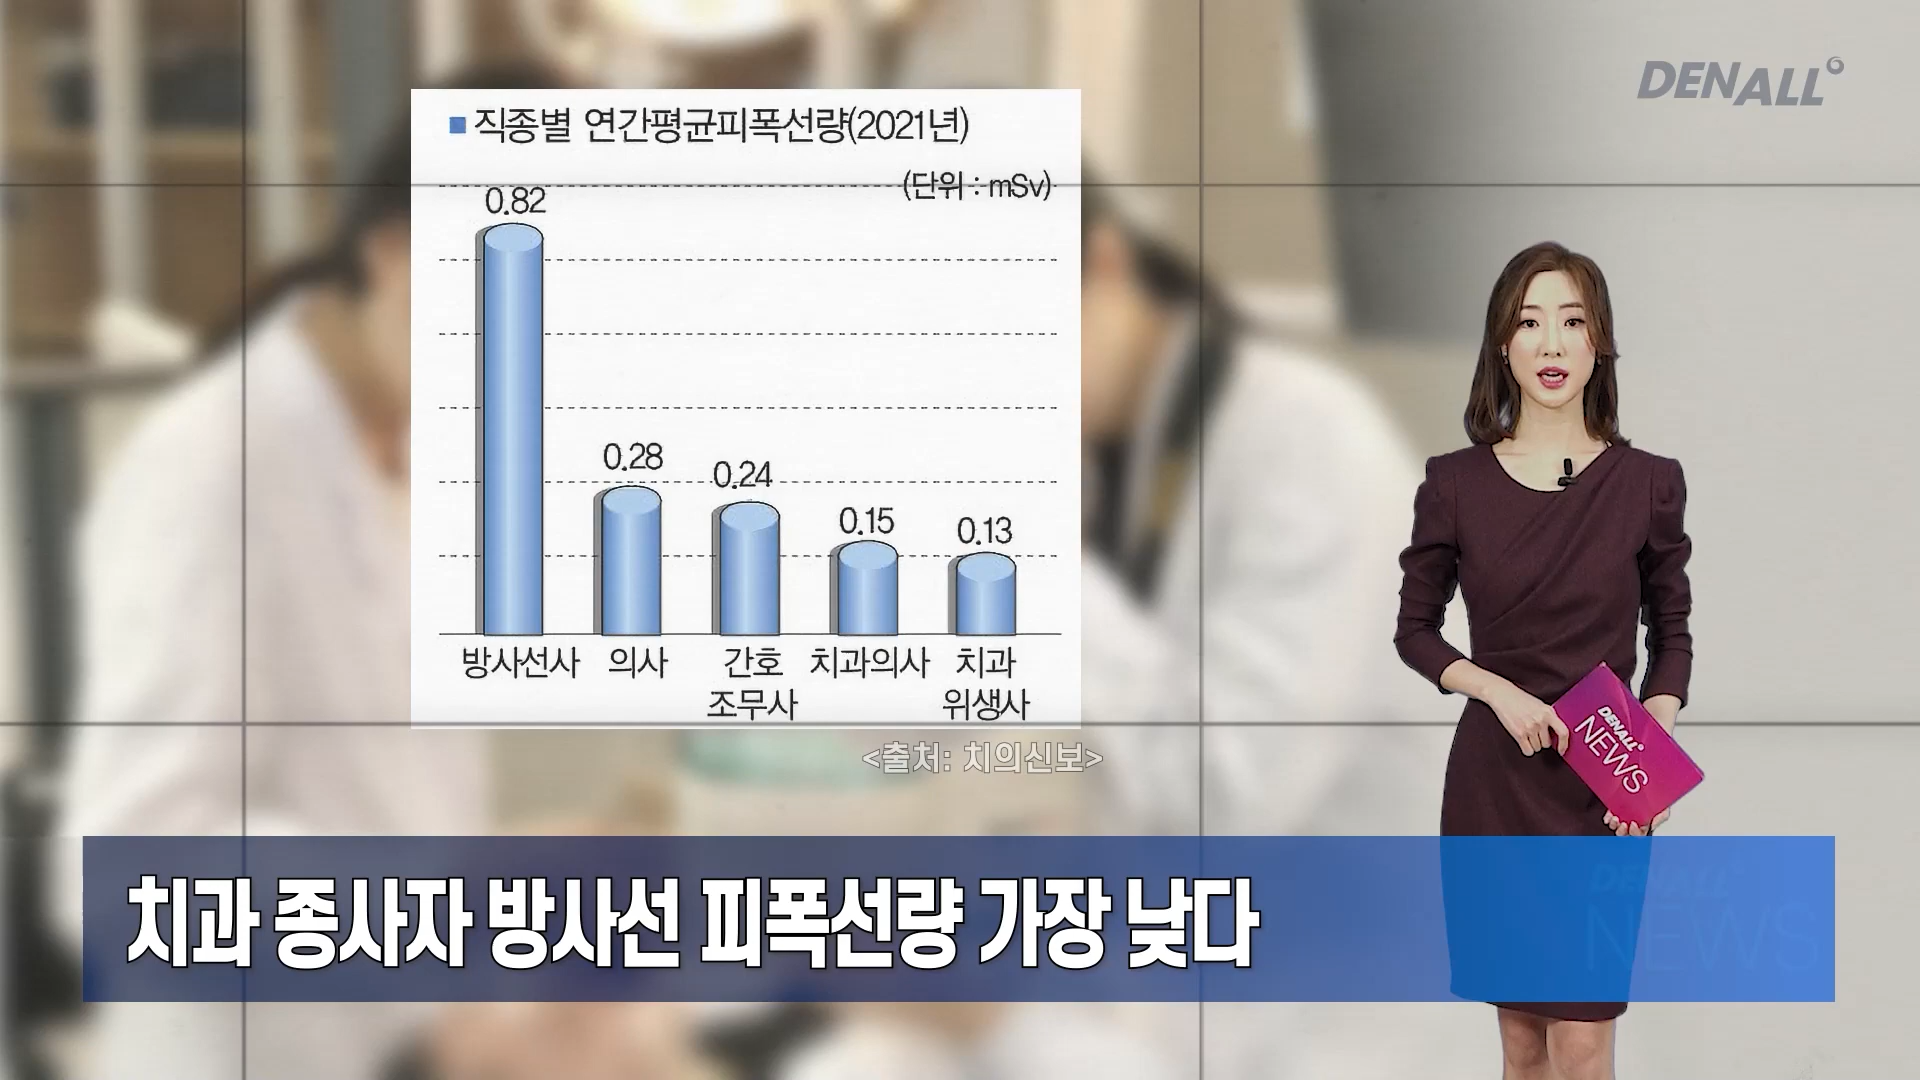 DENALL
■ 직종별 연간평균피폭선량(2021년)
(단위 : mSv)
0.82
0.28
0.24
0.15
0.13
방사선사
의사
간호
조무사
치과의사
치과
위생사
<출처: 치의신보>
DENALL
NEWS
치과 종사자 방사선 피폭선량 가장 낮다
DENALL
NEWS